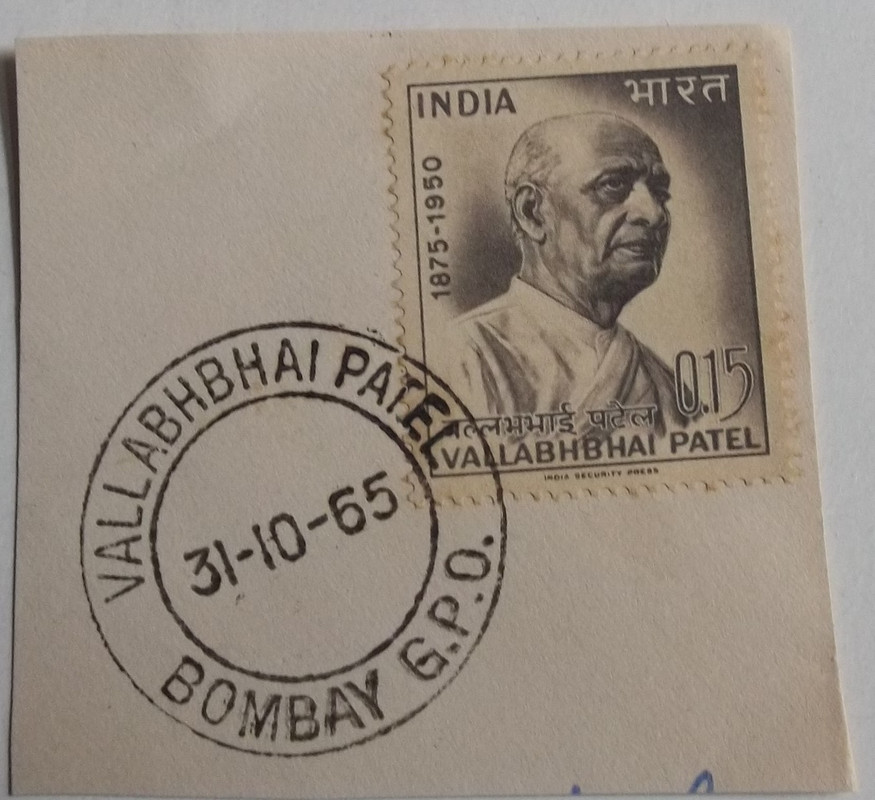 INDIA भारत
1875-1950
0.15
वल्लभभाई पटेल
VALLABHBHAI PATEL
INDIA SECURITY PRESS
VALLABHBHAI PATEL
31-10-65
BOMBAY G.P.O.